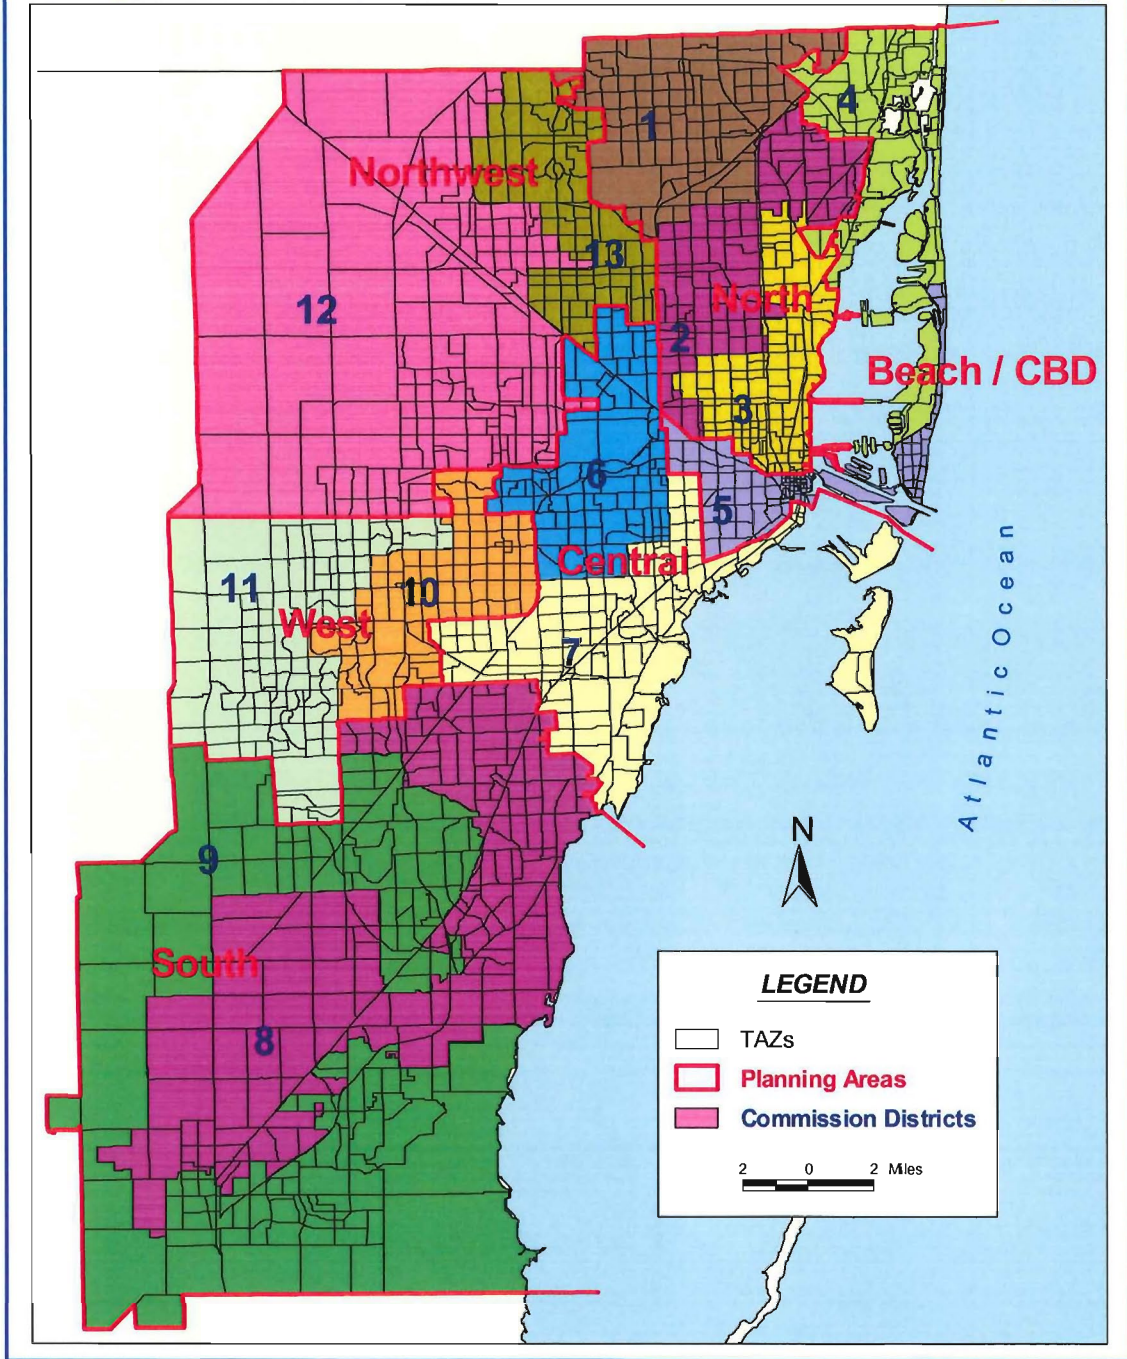 1
4
Northwest
13
12
North
2
Beach / CBD
3
6
5
Central
11
10
West
7
Atlantic Ocean
N
9
South
8
LEGEND
TAZs
Planning Areas
Commission Districts
2 0 2 Miles